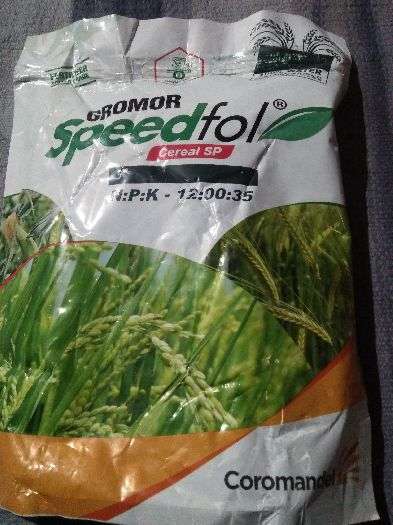 GROMOR
Speedfol®
Cereal SP
N:P:K - 12:00:35
Coromandel